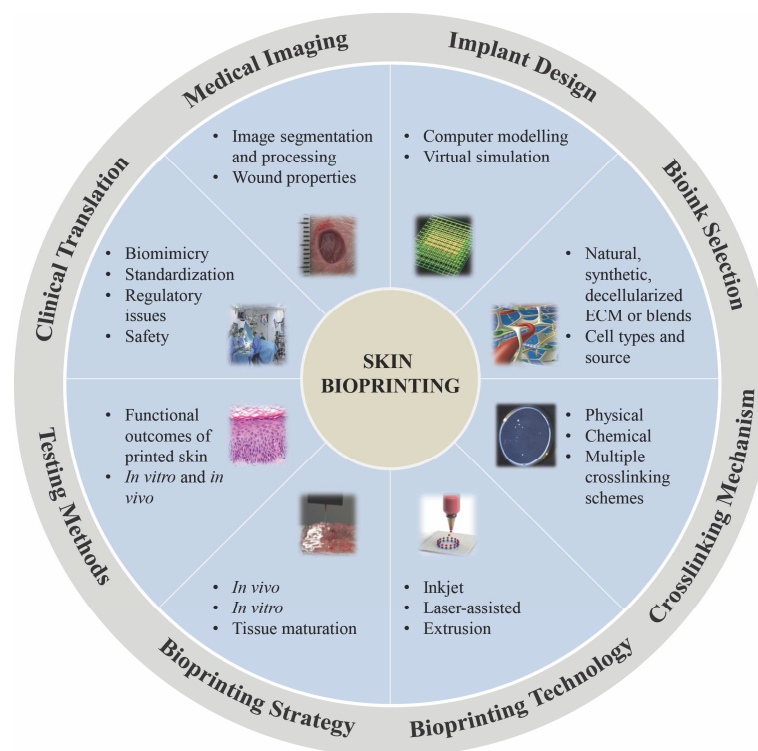 Medical Imaging
• Image segmentation
and processing
• Wound properties
Implant Design
• Computer modelling
• Virtual simulation
Bioink Selection
• Natural,
synthetic,
decellularized
ECM or blends
• Cell types and
source
Crosslinking Mechanism
• Physical
• Chemical
• Multiple
crosslinking
schemes
Bioprinting Technology
• Inkjet
• Laser-assisted
• Extrusion
Bioprinting Strategy
• In vivo
• In vitro
• Tissue maturation
Testing Methods
• Functional
outcomes of
printed skin
• In vitro and in
vivo
Clinical Translation
• Biomimicry
• Standardization
• Regulatory
issues
• Safety
SKIN
BIOPRINTING